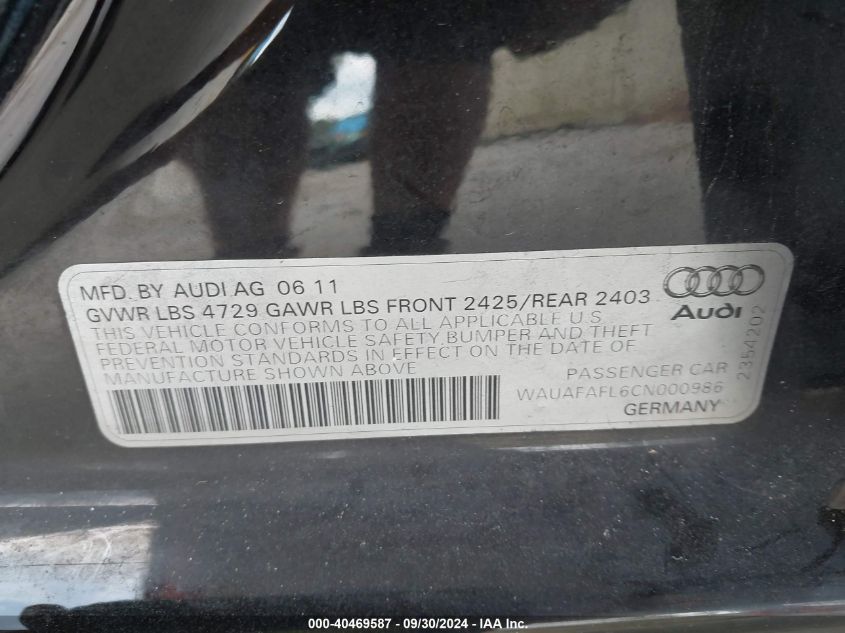 MFD. BY AUDI AG 06 11
GVWR LBS 4729 GAWR LBS FRONT 2425/REAR 2403
THIS VEHICLE CONFORMS TO ALL APPLICABLE U.S.
FEDERAL MOTOR VEHICLE SAFETY, BUMPER AND THEFT
PREVENTION STANDARDS IN EFFECT ON THE DATE OF
MANUFACTURE SHOWN ABOVE
Audi
2354202
PASSENGER CAR
WAUAFAFL6CN000986
GERMANY
000-40469587 - 09/30/2024 - IAA Inc.